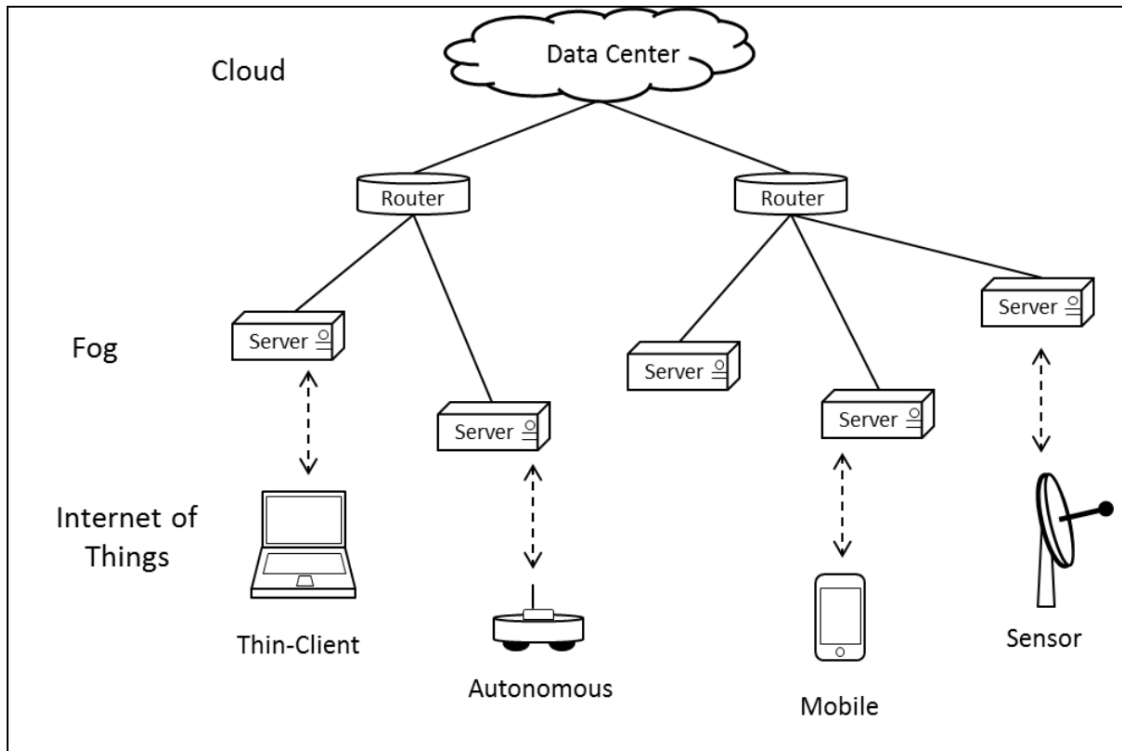 Data Center
Cloud
Router
Router
Server
Server
Fog
Server
Server
Server
Internet of
Things
Thin-Client
Sensor
Autonomous
Mobile